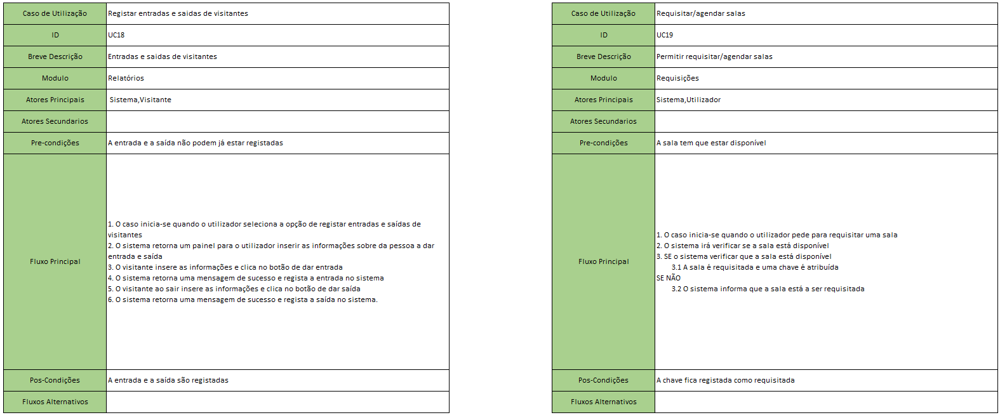 Caso de Utilização
Registar entradas e saidas de visitantes
ID
UC18
Breve Descrição
Entradas e saidas de visitantes
Modulo
Relatórios
Atores Principais
Sistema,Visitante
Atores Secundarios
Pre-condições
A entrada e a saída não podem já estar registadas
Fluxo Principal
1. O caso inicia-se quando o utilizador seleciona a opção de registar entradas e saídas de
visitantes
2. O sistema retorna um painel para o utilizador inserir as informações sobre da pessoa a dar
entrada e saída
3. O visitante insere as informações e clica no botão de dar entrada
4. O sistema retorna uma mensagem de sucesso e regista a entrada no sistema
5. O visitante ao sair insere as informações e clica no botão de dar saída
6. O sistema retorna uma mensagem de sucesso e regista a saída no sistema.
Pos-Condições
A entrada e a saída são registadas
Fluxos Alternativos
Caso de Utilização
Requisitar/agendar salas
ID
UC19
Breve Descrição
Permitir requisitar/agendar salas
Modulo
Requisições
Atores Principais
Sistema,Utilizador
Atores Secundarios
Pre-condições
A sala tem que estar disponível
Fluxo Principal
1. O caso inicia-se quando o utilizador pede para requisitar uma sala
2. O sistema irá verificar se a sala está disponível
3. SE o sistema verificar que a sala está disponível
3.1 A sala é requisitada e uma chave é atribuída
SE NÃO
3.2 O sistema informa que a sala está a ser requisitada
Pos-Condições
A chave fica registada como requisitada
Fluxos Alternativos